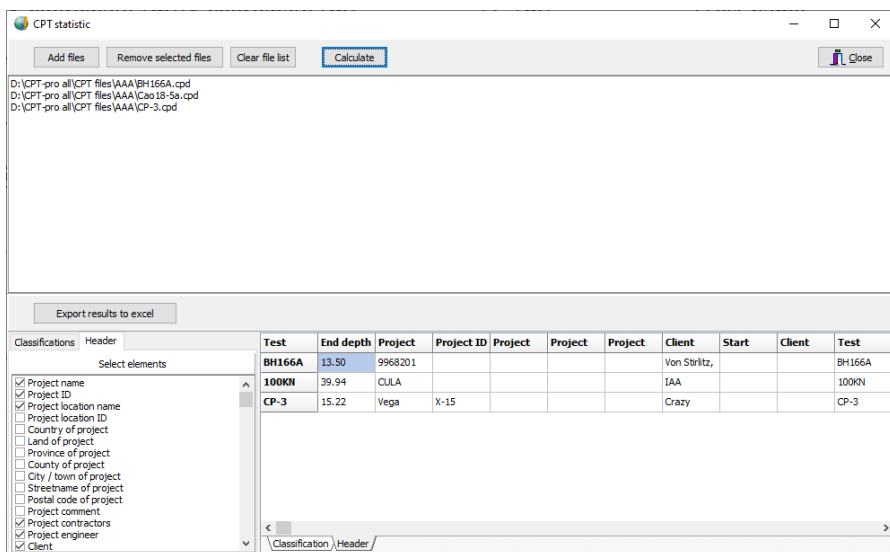 CPT statistic
Add files Remove selected files Clear file list Calculate Close
D:\CPT-pro all\CPT files\AAA\BH166A.cpd
D:\CPT-pro all\CPT files\AAA\Cao18-5a.cpd
D:\CPT-pro all\CPT files\AAA\CP-3.cpd
Export results to excel
Classifications Header
Select elements
Project name
Project ID
Project location name
Project location ID
Country of project
Land of project
Province of project
County of project
City / town of project
Streetname of project
Postal code of project
Project comment
Project contractors
Project engineer
Client
Test End depth Project Project ID Project Project Client Start Client Test
BH166A 13.50 9968201 Von Stirlitz, BH166A
100KN 39.94 CULA IAA 100KN
CP-3 15.22 Vega X-15 Crazy CP-3
Classification Header